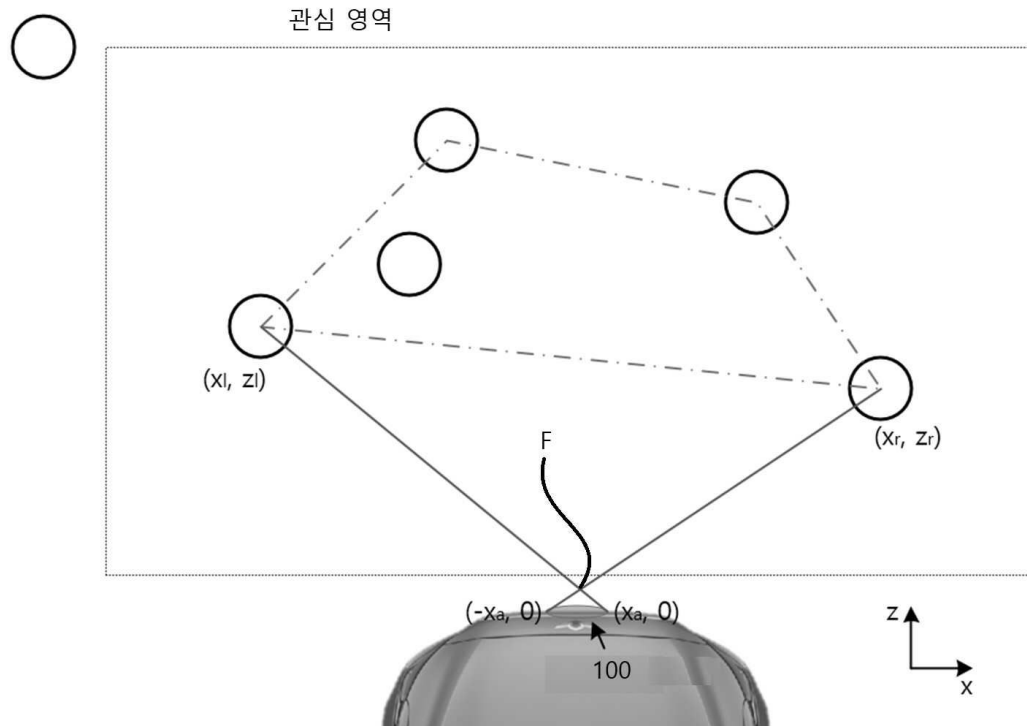 관심 영역
(xl, zl)
(xr, zr)
F
(-xa, 0)
(xa, 0)
100
z
x